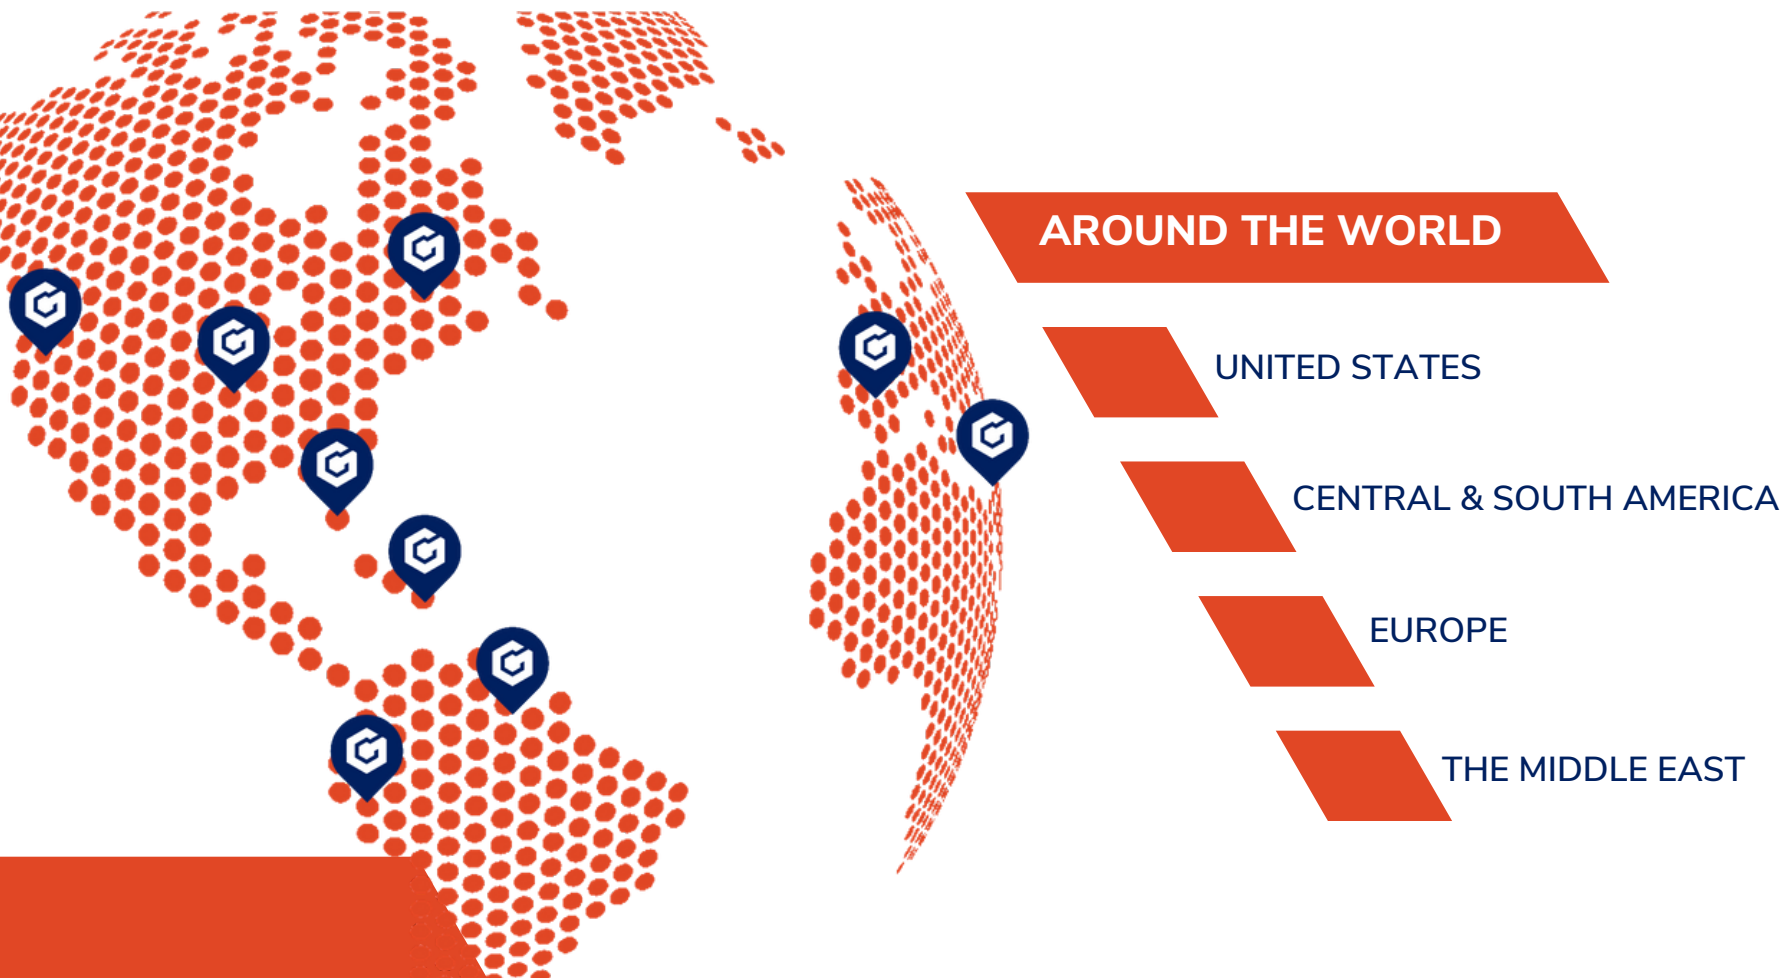 AROUND THE WORLD
UNITED STATES
CENTRAL & SOUTH AMERICA
EUROPE
THE MIDDLE EAST